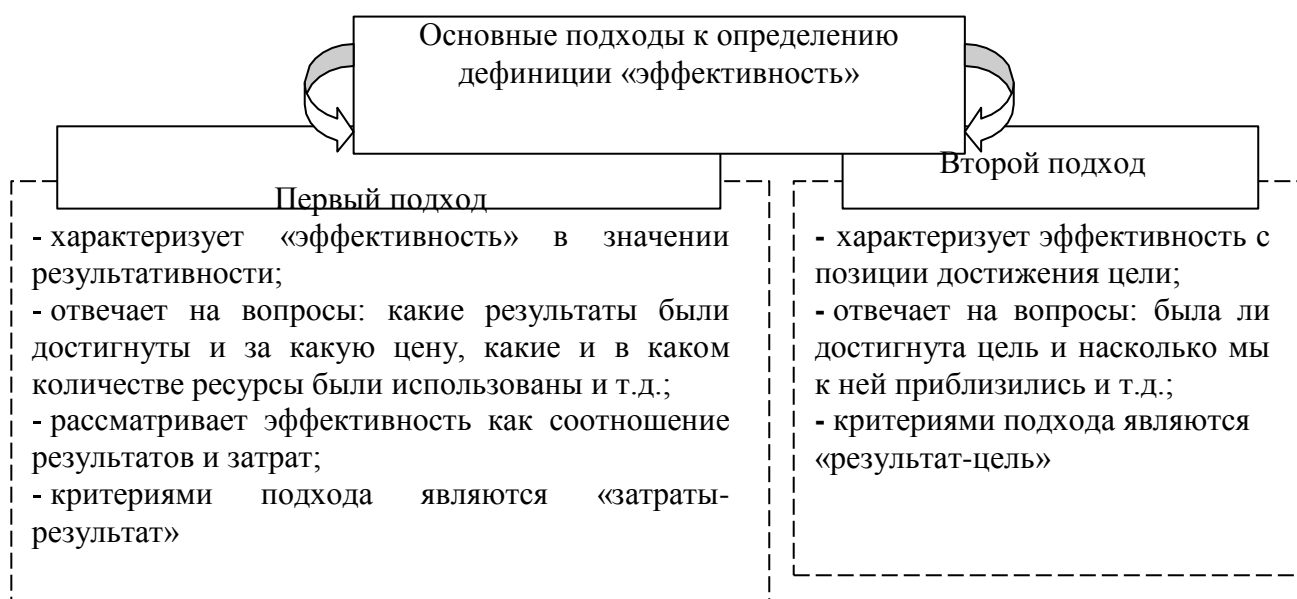 Основные подходы к определению
дефиниции «эффективность»
Первый подход
- характеризует «эффективность» в значении
результативности;
- отвечает на вопросы: какие результаты были
достигнуты и за какую цену, какие и в каком
количестве ресурсы были использованы и т.д.;
- рассматривает эффективность как соотношение
результатов и затрат;
- критериями подхода являются «затраты-
результат»
Второй подход
- характеризует эффективность с
позиции достижения цели;
- отвечает на вопросы: была ли
достигнута цель и насколько мы
к ней приблизились и т.д.;
- критериями подхода являются
«результат-цель»